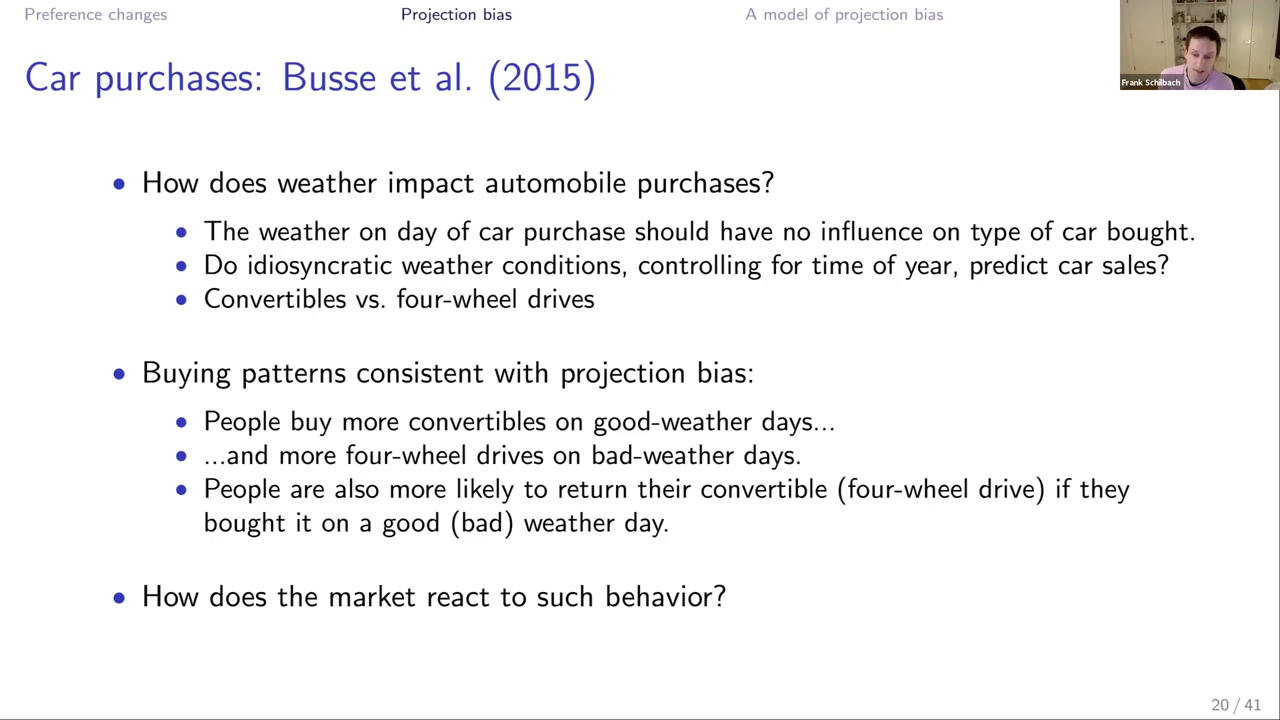 Preference changes
Projection bias
A model of projection bias
Frank Schilbach
Car purchases: Busse et al. (2015)
• How does weather impact automobile purchases?
• The weather on day of car purchase should have no influence on type of car bought.
• Do idiosyncratic weather conditions, controlling for time of year, predict car sales?
• Convertibles vs. four-wheel drives
• Buying patterns consistent with projection bias:
• People buy more convertibles on good-weather days...
• ...and more four-wheel drives on bad-weather days.
• People are also more likely to return their convertible (four-wheel drive) if they
bought it on a good (bad) weather day.
• How does the market react to such behavior?
20 / 41